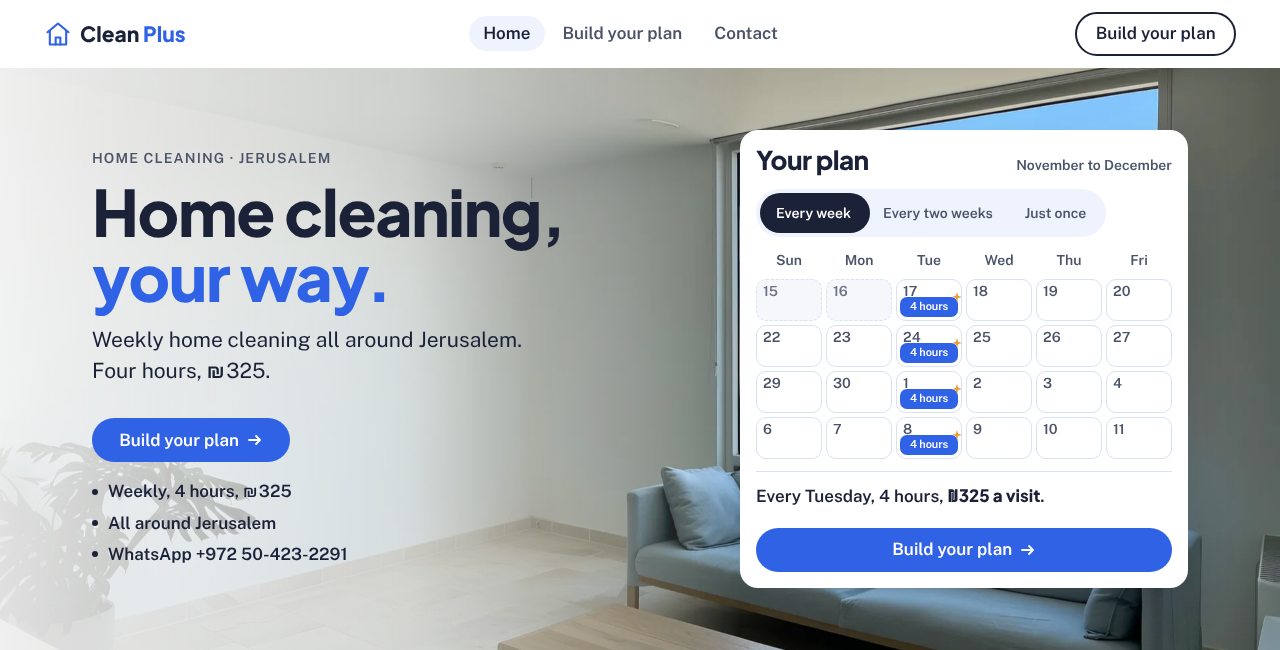 Clean Plus
Home
Build your plan
Contact
Build your plan
HOME CLEANING · JERUSALEM
Home cleaning,
your way.
Weekly home cleaning all around Jerusalem.
Four hours, ₪325.
Build your plan →
• Weekly, 4 hours, ₪325
• All around Jerusalem
• WhatsApp +972 50-423-2291
Your plan
November to December
Every week
Every two weeks
Just once
Sun Mon Tue Wed Thu Fri
15 16 17 18 19 20
4 hours
22 23 24 25 26 27
4 hours
29 30 1 2 3 4
4 hours
6 7 8 9 10 11
4 hours
Every Tuesday, 4 hours, ₪325 a visit.
Build your plan →